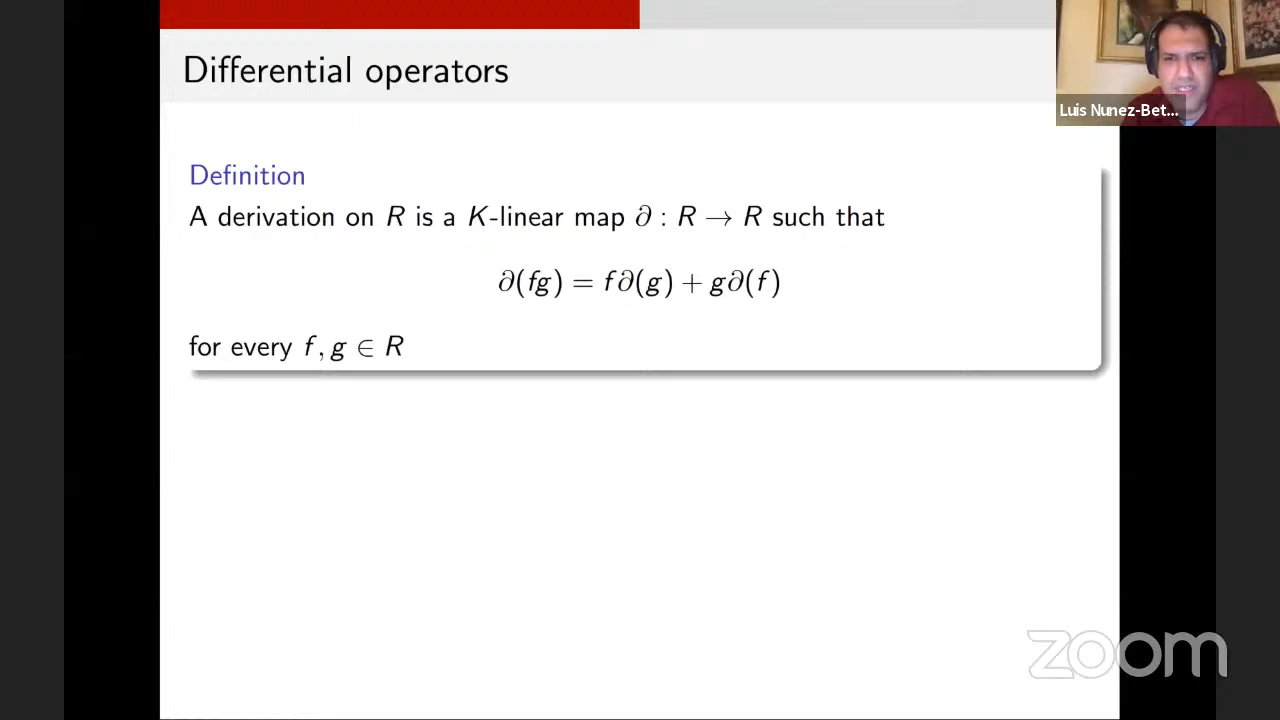 Differential operators
Luis Nunez-Bet...
Definition
A derivation on R is a K-linear map ∂ : R → R such that
∂(fg) = f∂(g) + g∂(f)
for every f, g ∈ R
zoom